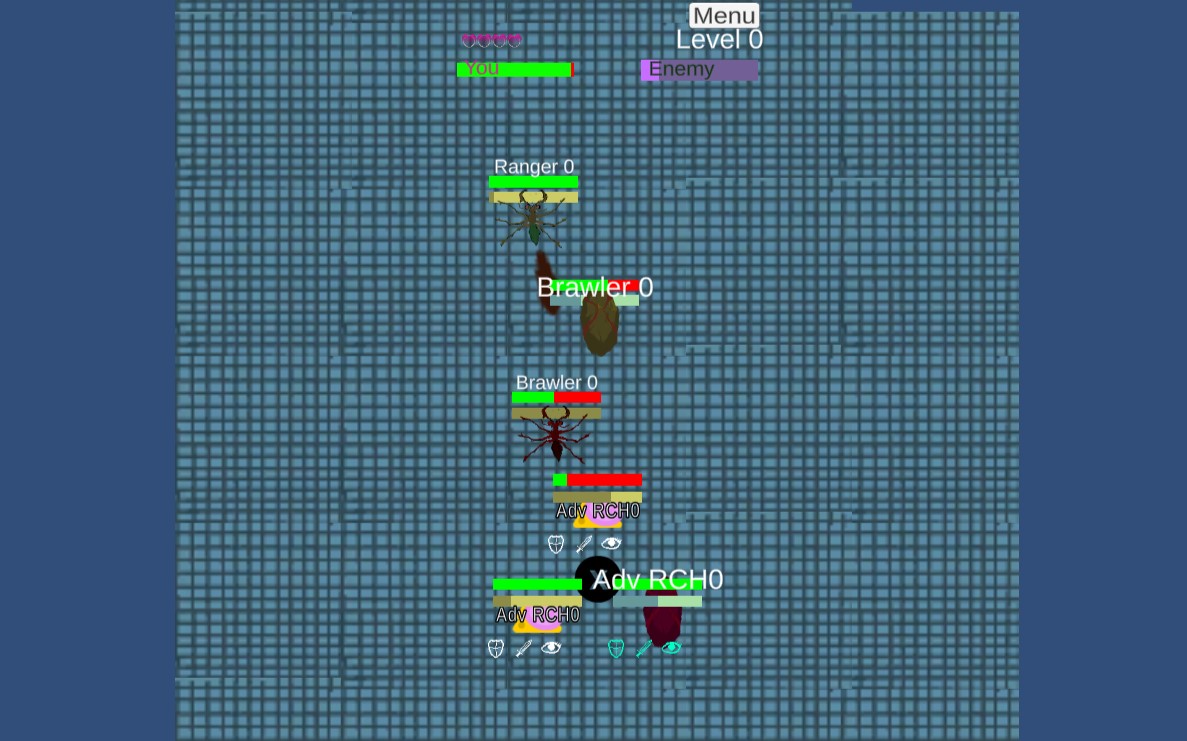 Menu
Level 0
You
Enemy
Ranger 0
Brawler 0
Brawler 0
Adv RCH0
Adv RCH0
Adv RCH0